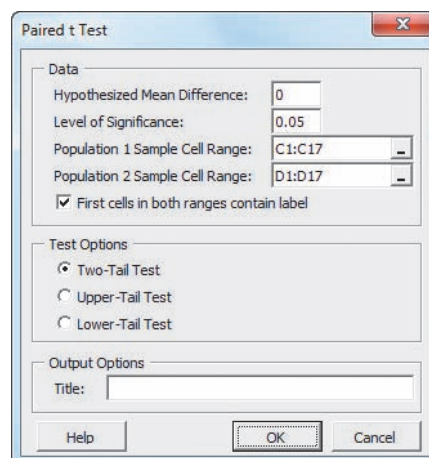 Paired t Test
Data
Hypothesized Mean Difference: 0
Level of Significance: 0.05
Population 1 Sample Cell Range: C1:C17
Population 2 Sample Cell Range: D1:D17
First cells in both ranges contain label
Test Options
Two-Tail Test
Upper-Tail Test
Lower-Tail Test
Output Options
Title:
Help OK Cancel